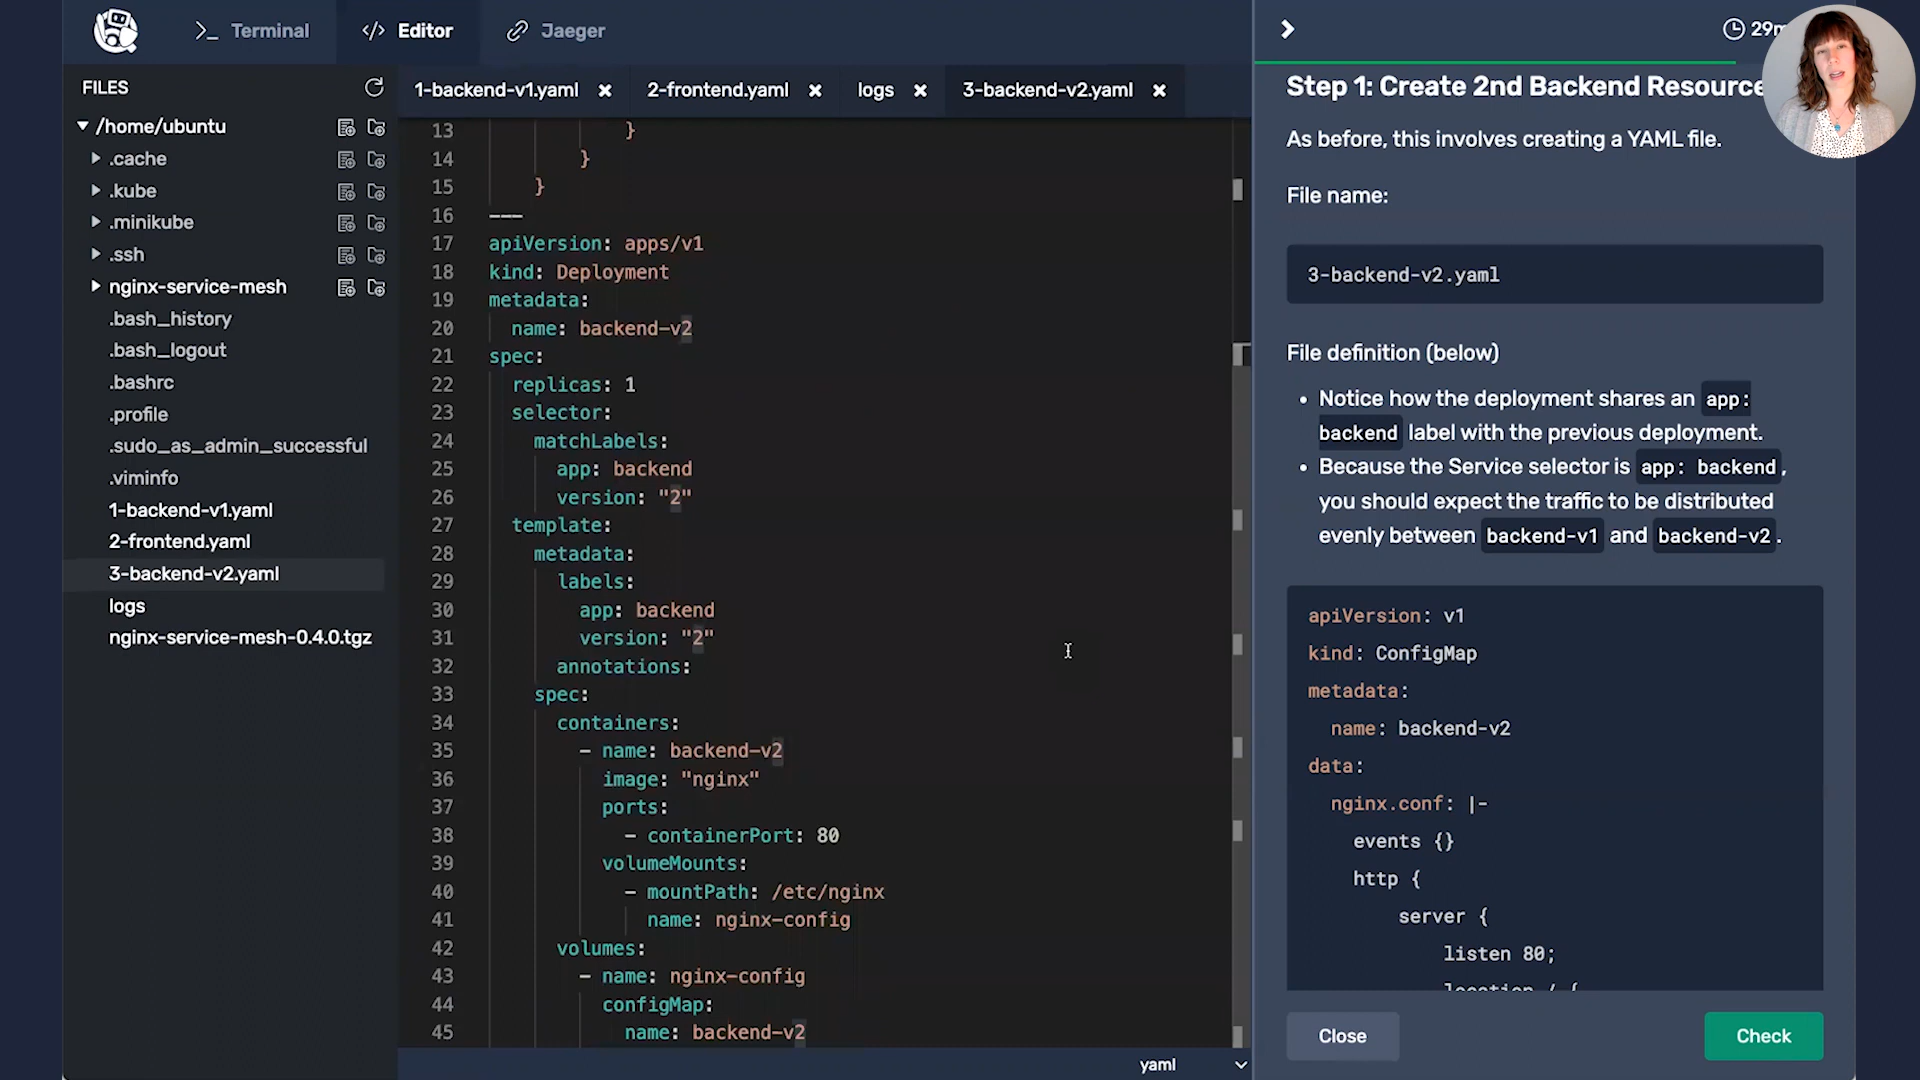 Terminal
</> Editor
Jaeger
29m
FILES
/home/ubuntu
.cache
.kube
.minikube
.ssh
nginx-service-mesh
.bash_history
.bash_logout
.bashrc
.profile
.sudo_as_admin_successful
.viminfo
1-backend-v1.yaml
2-frontend.yaml
3-backend-v2.yaml
logs
nginx-service-mesh-0.4.0.tgz
1-backend-v1.yaml
2-frontend.yaml
logs
3-backend-v2.yaml
13 }
14 }
15 }
16 ---
17 apiVersion: apps/v1
18 kind: Deployment
19 metadata:
20 name: backend-v2
21 spec:
22 replicas: 1
23 selector:
24 matchLabels:
25 app: backend
26 version: "2"
27 template:
28 metadata:
29 labels:
30 app: backend
31 version: "2"
32 annotations:
33 spec:
34 containers:
35 - name: backend-v2
36 image: "nginx"
37 ports:
38 - containerPort: 80
39 volumeMounts:
40 - mountPath: /etc/nginx
41 name: nginx-config
42 volumes:
43 - name: nginx-config
44 configMap:
45 name: backend-v2
yaml
Step 1: Create 2nd Backend Resource
As before, this involves creating a YAML file.
File name:
3-backend-v2.yaml
File definition (below)
• Notice how the deployment shares an app:
backend label with the previous deployment.
• Because the Service selector is app: backend,
you should expect the traffic to be distributed
evenly between backend-v1 and backend-v2.
apiVersion: v1
kind: ConfigMap
metadata:
name: backend-v2
data:
nginx.conf: |-
events {}
http {
server {
listen 80;
location / {
Close
Check